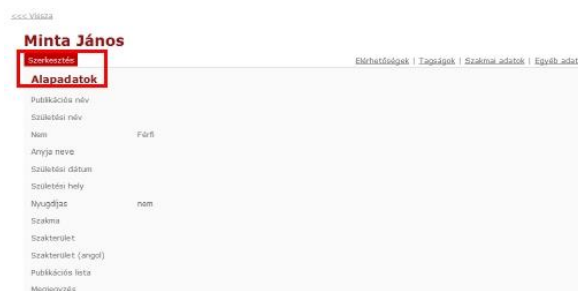 <<< Vissza
Minta János
Szerkesztés
Elérhetőségek | Tagságok | Szakmai adatok | Egyéb adat
Alapadatok
Publikációs név
Születési név
Nem Férfi
Anyja neve
Születési dátum
Születési hely
Nyugdíjas nem
Szakma
Szakterület
Szakterület (angol)
Publikációs lista
Megjegyzés